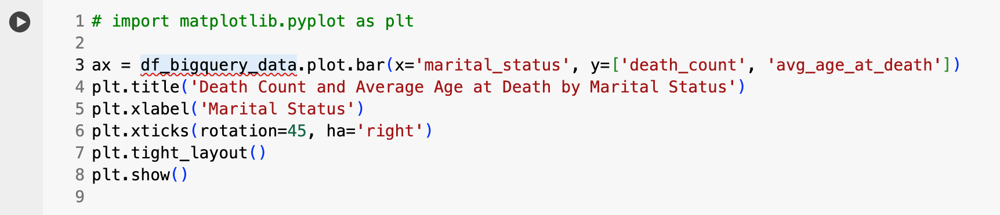 1 # import matplotlib.pyplot as plt
2
3 ax = df_bigquery_data.plot.bar(x='marital_status', y=['death_count', 'avg_age_at_death'])
4 plt.title('Death Count and Average Age at Death by Marital Status')
5 plt.xlabel('Marital Status')
6 plt.xticks(rotation=45, ha='right')
7 plt.tight_layout()
8 plt.show()
9